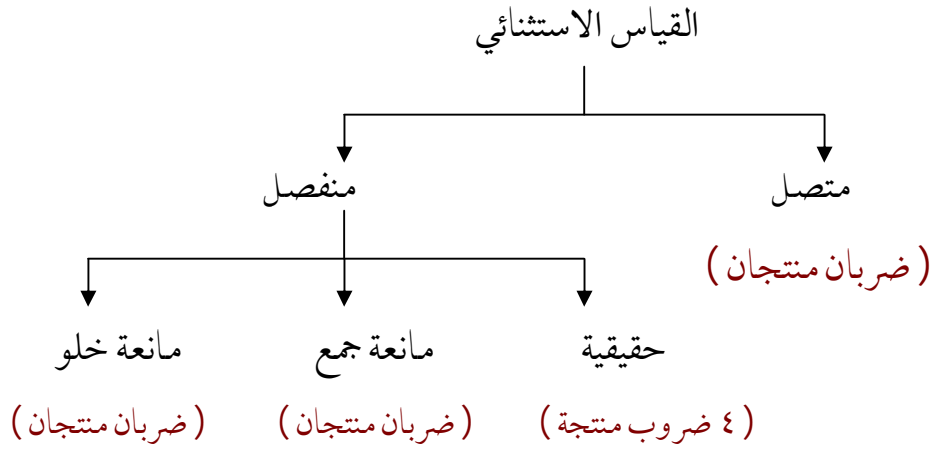 القياس الاستثنائي
متصل
منفصل
( ضربان منتجان )
حقيقية
مانعة جمع
مانعة خلو
( ٤ ضروب منتجة )
( ضربان منتجان )
( ضربان منتجان )